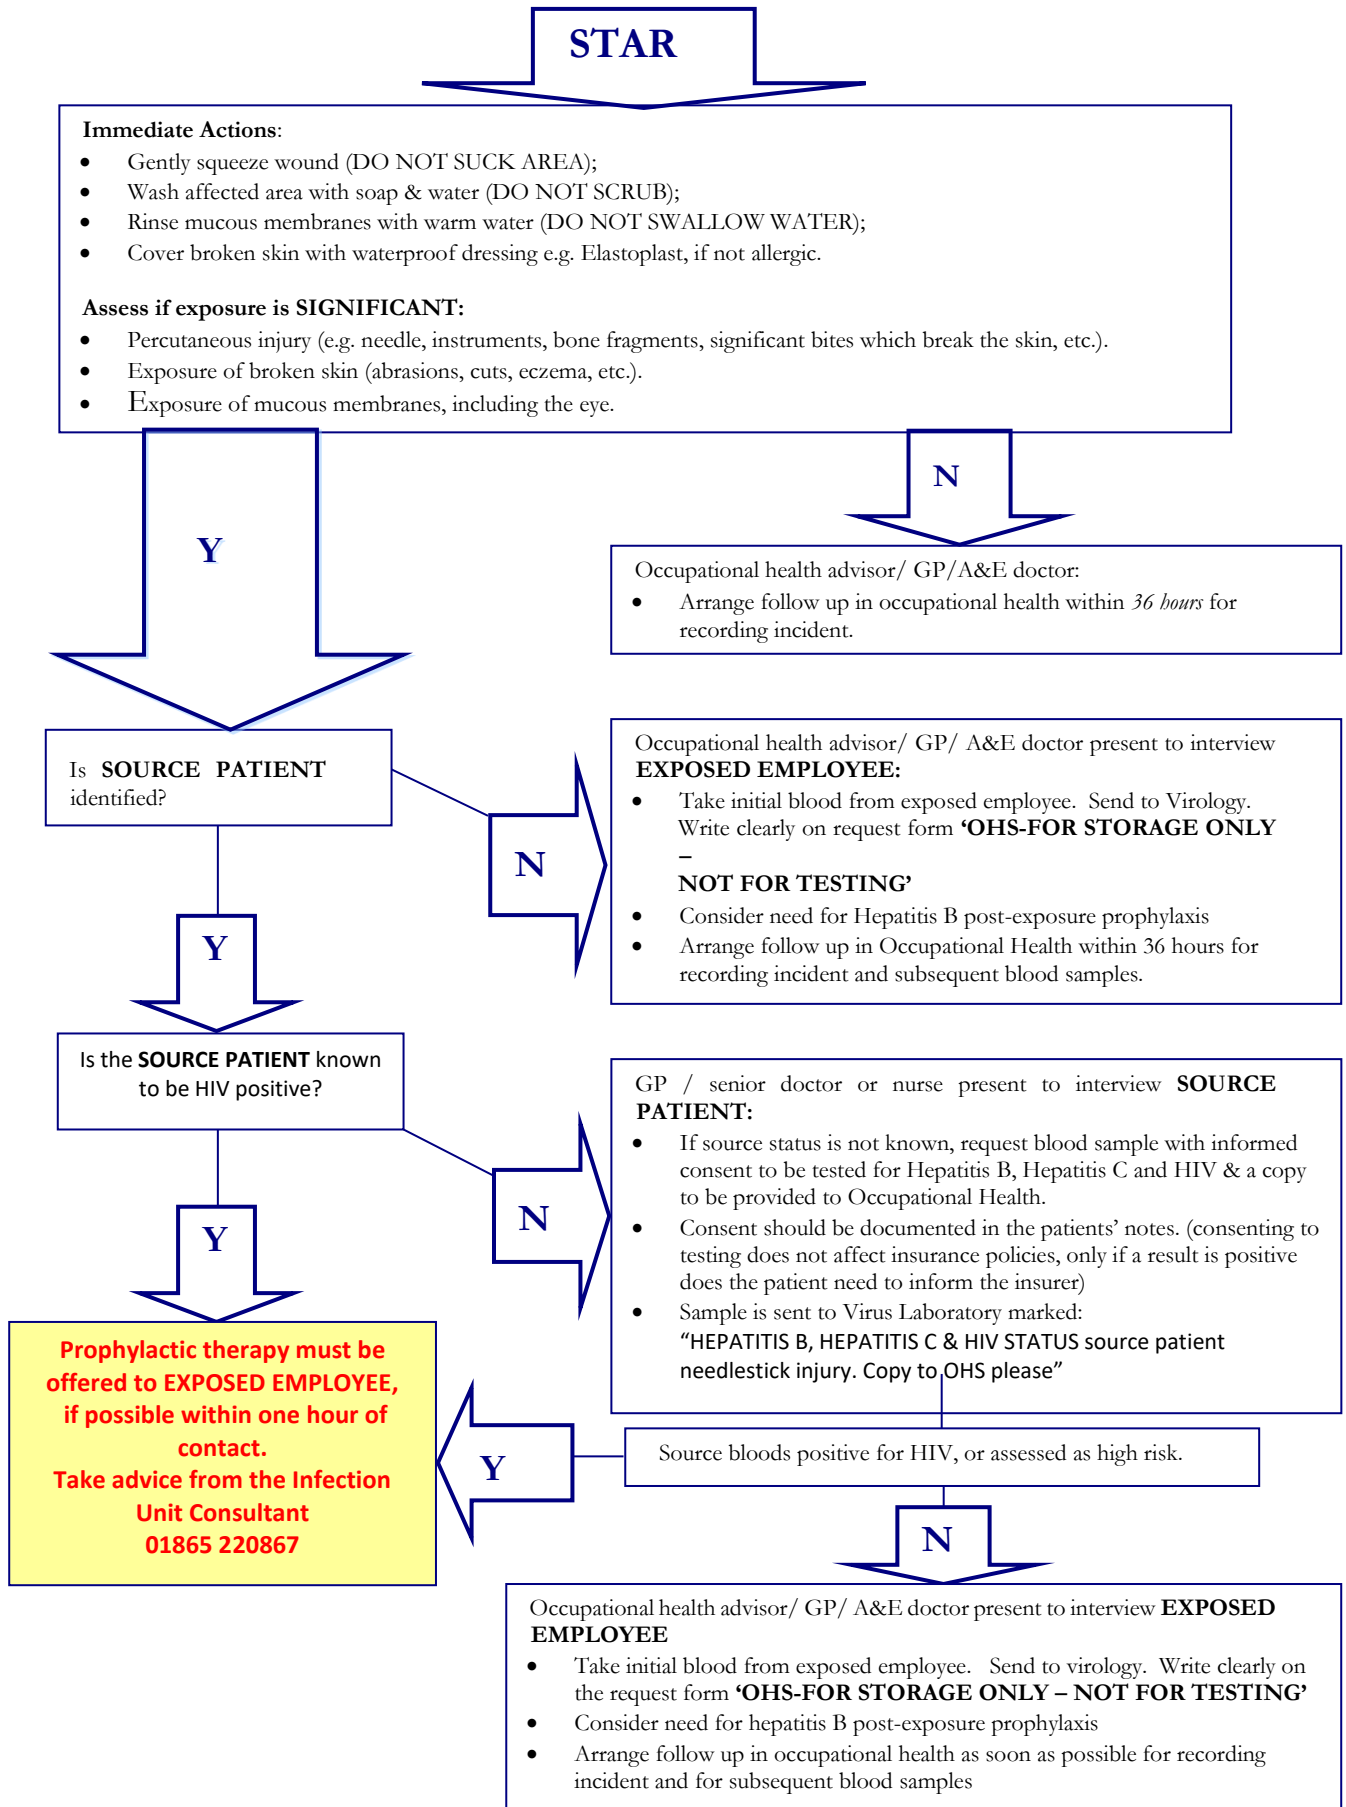 STAR
Immediate Actions:
• Gently squeeze wound (DO NOT SUCK AREA);
• Wash affected area with soap & water (DO NOT SCRUB);
• Rinse mucous membranes with warm water (DO NOT SWALLOW WATER);
• Cover broken skin with waterproof dressing e.g. Elastoplast, if not allergic.
Assess if exposure is SIGNIFICANT:
• Percutaneous injury (e.g. needle, instruments, bone fragments, significant bites which break the skin, etc.).
• Exposure of broken skin (abrasions, cuts, eczema, etc.).
• Exposure of mucous membranes, including the eye.
N
Y
Occupational health advisor/ GP/A&E doctor:
• Arrange follow up in occupational health within 36 hours for
recording incident.
Is SOURCE PATIENT
identified?
N
Occupational health advisor/ GP/ A&E doctor present to interview
EXPOSED EMPLOYEE:
• Take initial blood from exposed employee. Send to Virology.
Write clearly on request form ‘OHS-FOR STORAGE ONLY
–
NOT FOR TESTING’
• Consider need for Hepatitis B post-exposure prophylaxis
• Arrange follow up in Occupational Health within 36 hours for
recording incident and subsequent blood samples.
Y
Is the SOURCE PATIENT known
to be HIV positive?
N
GP / senior doctor or nurse present to interview SOURCE
PATIENT:
• If source status is not known, request blood sample with informed
consent to be tested for Hepatitis B, Hepatitis C and HIV & a copy
to be provided to Occupational Health.
• Consent should be documented in the patients’ notes. (consenting to
testing does not affect insurance policies, only if a result is positive
does the patient need to inform the insurer)
• Sample is sent to Virus Laboratory marked:
“HEPATITIS B, HEPATITIS C & HIV STATUS source patient
needlestick injury. Copy to OHS please”
Y
Prophylactic therapy must be
offered to EXPOSED EMPLOYEE,
if possible within one hour of
contact.
Take advice from the Infection
Unit Consultant
01865 220867
Y
Source bloods positive for HIV, or assessed as high risk.
N
Occupational health advisor/ GP/ A&E doctor present to interview EXPOSED
EMPLOYEE
• Take initial blood from exposed employee. Send to virology. Write clearly on
the request form ‘OHS-FOR STORAGE ONLY – NOT FOR TESTING’
• Consider need for hepatitis B post-exposure prophylaxis
• Arrange follow up in occupational health as soon as possible for recording
incident and for subsequent blood samples